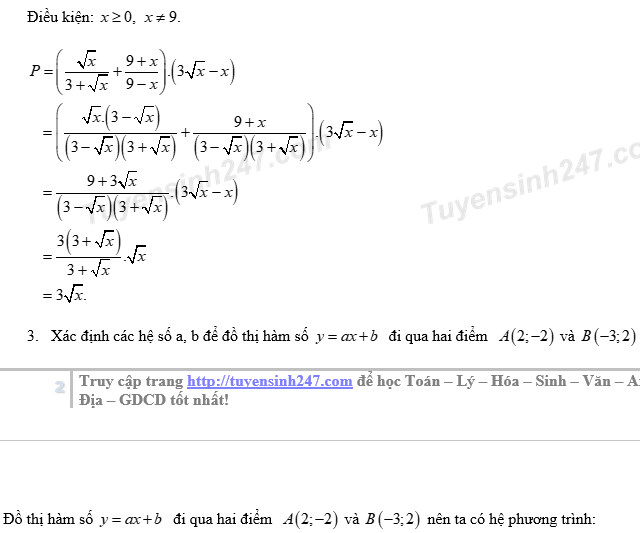 Điều kiện: x ≥ 0, x ≠ 9.
P = (√x/(3+√x) + (9+x)/(9−x)).(3√x − x)
= (√x.(3−√x)/((3−√x)(3+√x)) + (9+x)/((3−√x)(3+√x))).(3√x − x)
= (9+3√x)/((3−√x)(3+√x)).(3√x − x)
= 3(3+√x)/(3+√x).√x
= 3√x.
Tuyensinh247.com
Tuyensinh247.co
3. Xác định các hệ số a, b để đồ thị hàm số y = ax + b đi qua hai điểm A(2;−2) và B(−3;2)
2 Truy cập trang http://tuyensinh247.com để học Toán – Lý – Hóa – Sinh – Văn – A
Địa – GDCD tốt nhất!
Đồ thị hàm số y = ax + b đi qua hai điểm A(2;−2) và B(−3;2) nên ta có hệ phương trình: